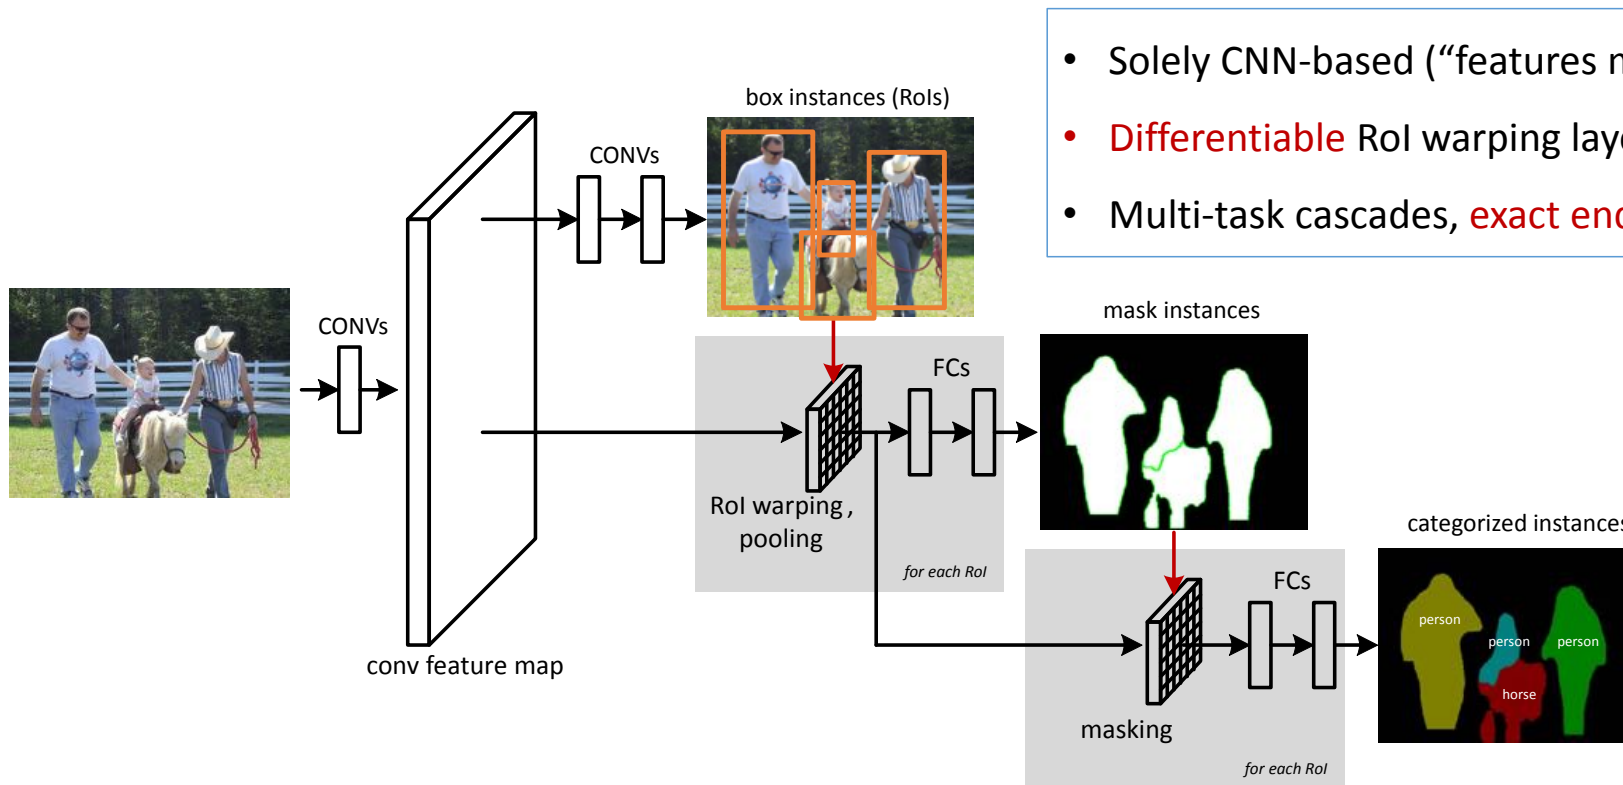 • Solely CNN-based (“features
• Differentiable RoI warping
• Multi-task cascades, exact
box instances (RoIs)
CONVs
CONVs
mask instances
FCs
RoI warping,
pooling
for each RoI
conv feature map
categorized instances
FCs
person
person
person
horse
masking
for each RoI